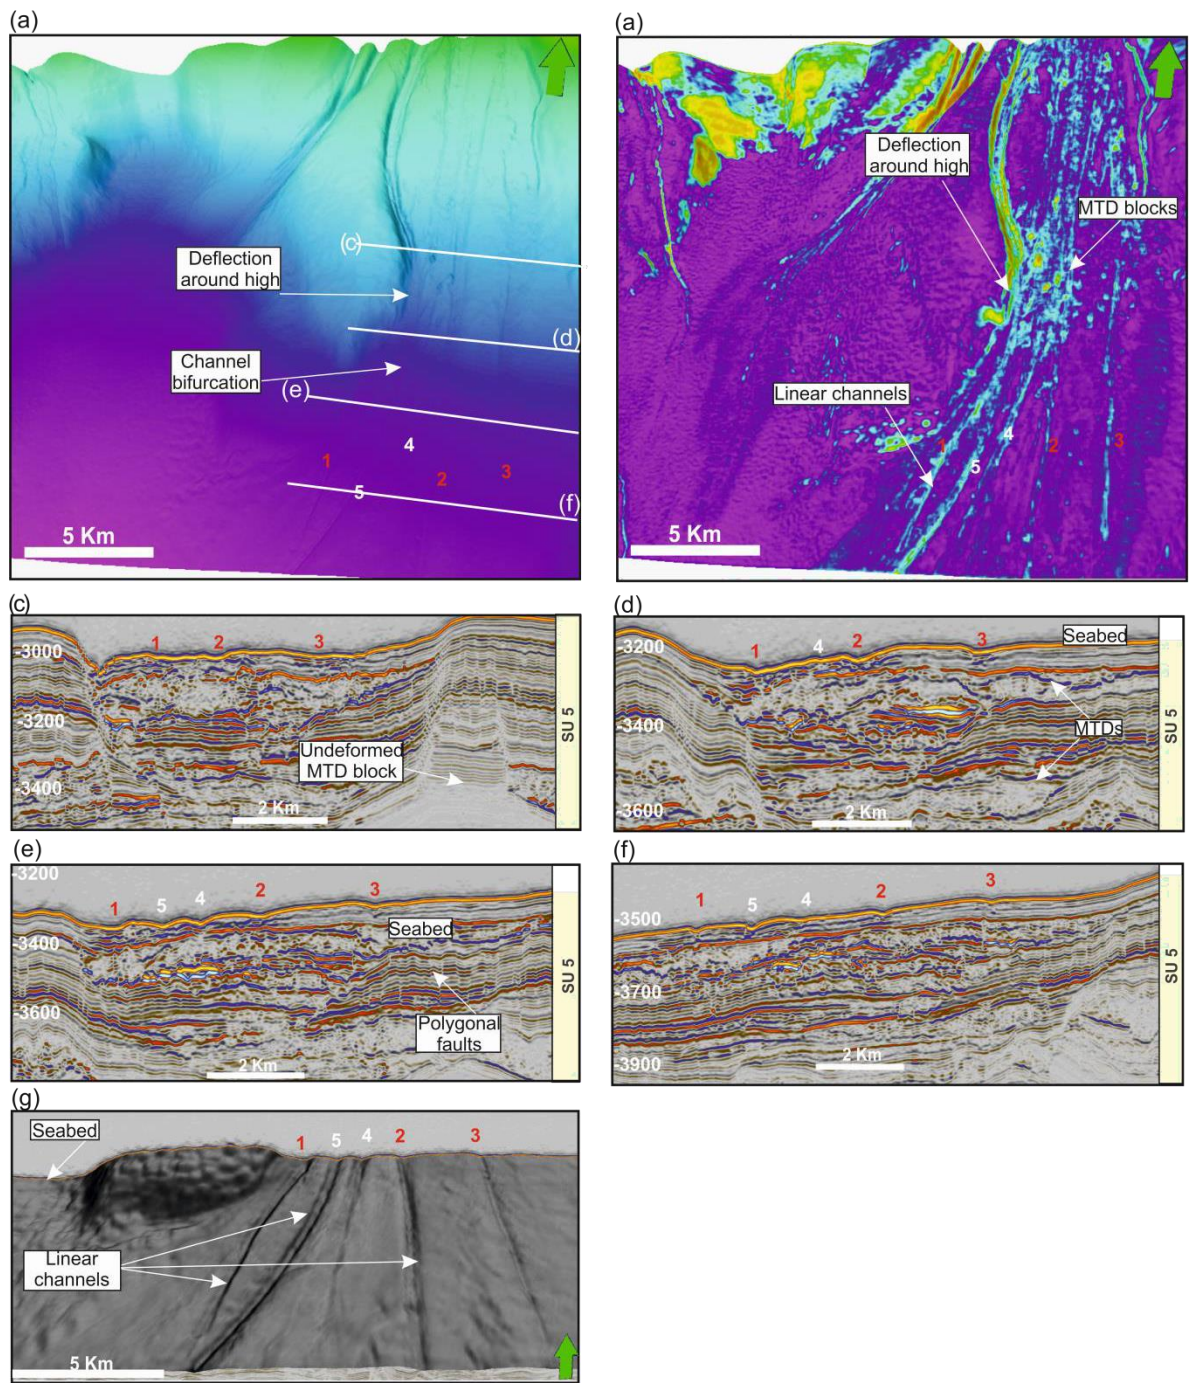 (a)
(a)
Deflection
around high
(c)
(d)
Channel
bifurcation
(e)
4
1
2
3
5
(f)
5 Km
Deflection
around high
MTD blocks
Linear channels
1
4
2
3
5
5 Km
(c)
1
2
3
-3000
-3200
-3400
Undeformed
MTD block
2 Km
SU 5
(d)
Seabed
-3200
1
4
2
3
-3400
MTDs
-3600
2 Km
SU 5
(e)
-3200
1
5
4
2
3
Seabed
-3400
-3600
Polygonal
faults
2 Km
SU 5
(f)
1
5
4
2
3
-3500
-3700
-3900
2 Km
SU 5
(g)
Seabed
1
5
4
2
3
Linear
channels
5 Km